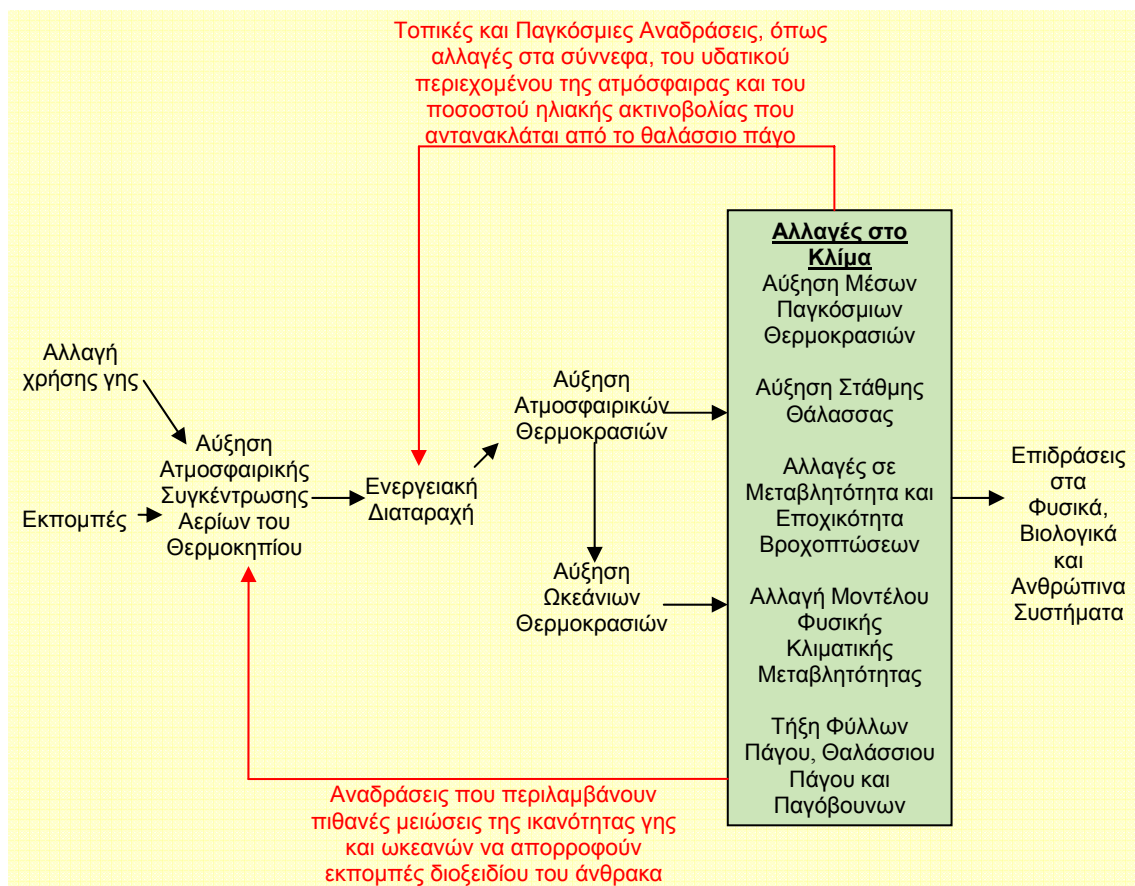 Τοπικές και Παγκόσμιες Αναδράσεις, όπως
αλλαγές στα σύννεφα, του υδατικού
περιεχομένου της ατμόσφαιρας και του
ποσοστού ηλιακής ακτινοβολίας που
αντανακλάται από το θαλάσσιο πάγο
Αλλαγή
χρήσης γης
Εκπομπές
Αύξηση
Ατμοσφαιρικής
Συγκέντρωσης
Αερίων του
Θερμοκηπίου
Ενεργειακή
Διαταραχή
Αύξηση
Ατμοσφαιρικών
Θερμοκρασιών
Αύξηση
Ωκεάνιων
Θερμοκρασιών
Αλλαγές στο
Κλίμα
Αύξηση Μέσων
Παγκόσμιων
Θερμοκρασιών
Αύξηση Στάθμης
Θάλασσας
Αλλαγές σε
Μεταβλητότητα και
Εποχικότητα
Βροχοπτώσεων
Αλλαγή Μοντέλου
Φυσικής
Κλιματικής
Μεταβλητότητας
Τήξη Φύλλων
Πάγου, Θαλάσσιου
Πάγου και
Παγόβουνων
Επιδράσεις
στα
Φυσικά,
Βιολογικά
και
Ανθρώπινα
Συστήματα
Αναδράσεις που περιλαμβάνουν
πιθανές μειώσεις της ικανότητας γης
και ωκεανών να απορροφούν
εκπομπές διοξειδίου του άνθρακα